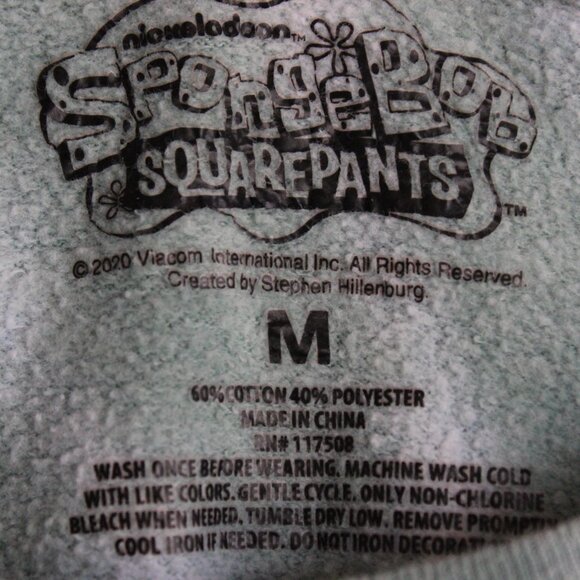 nickelodeon™
SpongeBob
SQUAREPANTS ™
© 2020 Viacom International Inc. All Rights Reserved.
Created by Stephen Hillenburg.
M
60% COTTON 40% POLYESTER
MADE IN CHINA
RN# 117508
WASH ONCE BEFORE WEARING. MACHINE WASH COLD
WITH LIKE COLORS. GENTLE CYCLE. ONLY NON-CHLORINE
BLEACH WHEN NEEDED. TUMBLE DRY LOW. REMOVE
COOL IRON IF NEEDED. DO NOT IRON